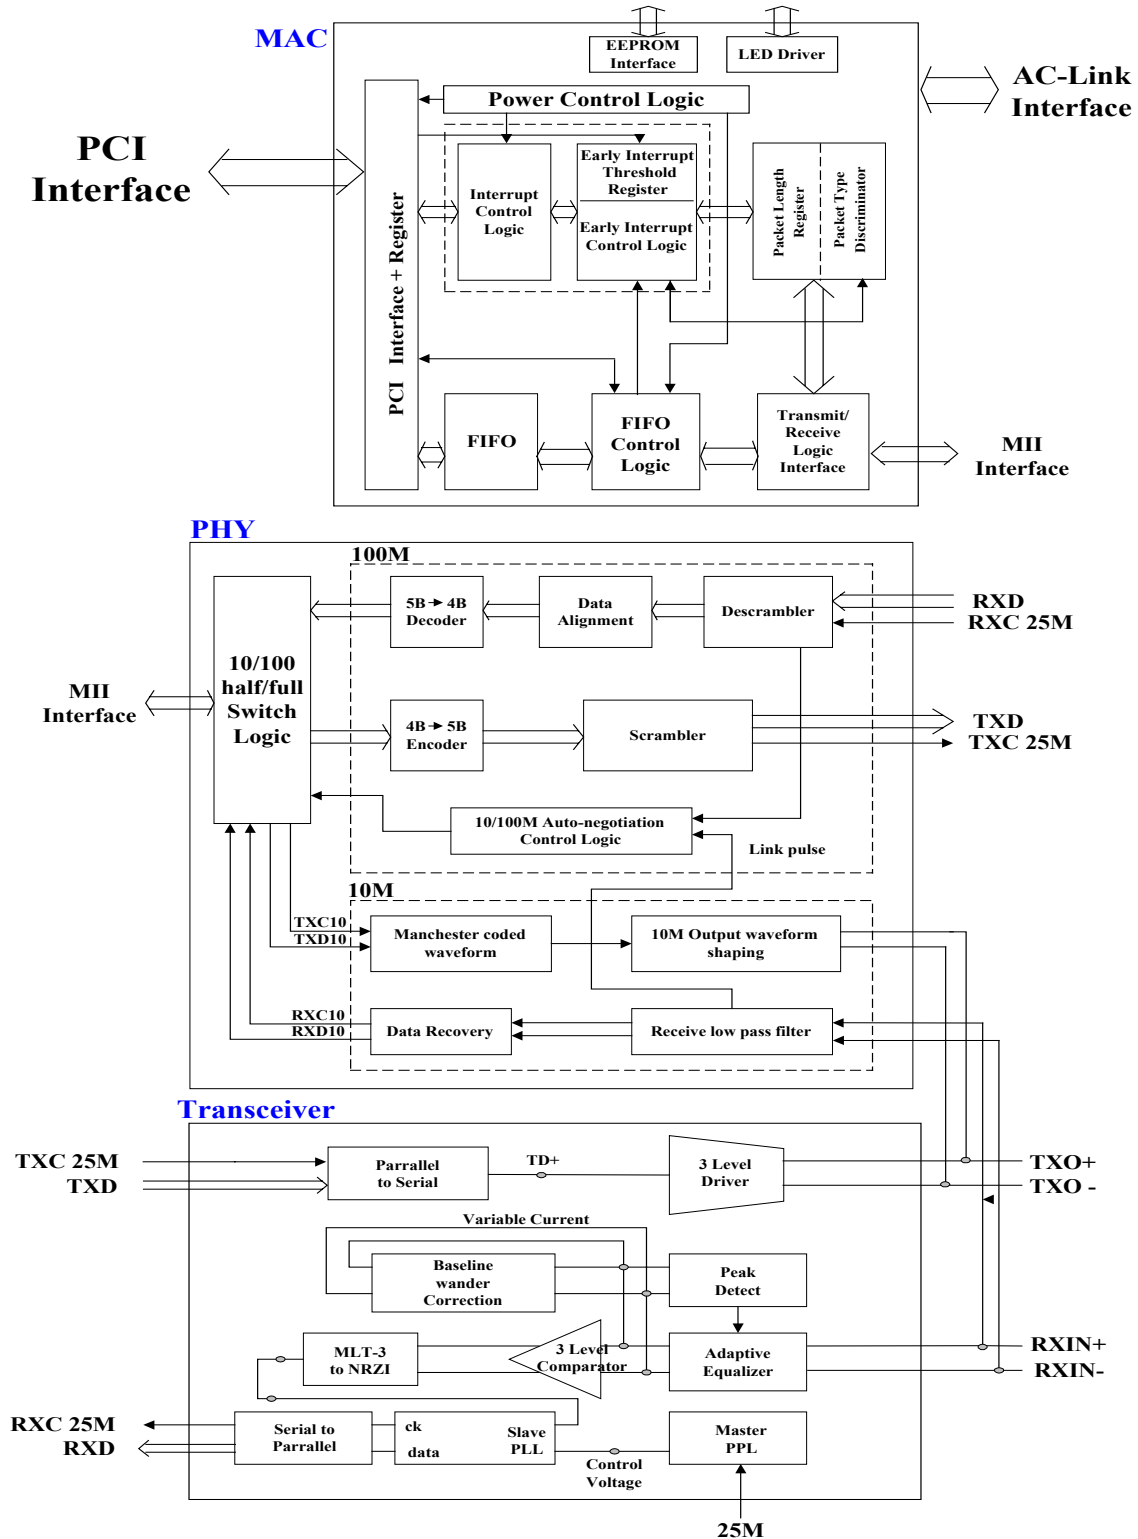 MAC
EEPROM
Interface
LED Driver
AC-Link
Interface
Power Control Logic
PCI
Interface
PCI Interface + Register
Interrupt
Control
Logic
Early Interrupt
Threshold
Register
Early Interrupt
Control Logic
Packet Length
Register
Packet Type
Discriminator
FIFO
FIFO
Control
Logic
Transmit/
Receive
Logic
Interface
MII
Interface
PHY
100M
10/100
half/full
Switch
Logic
5B → 4B
Decoder
Data
Alignment
Descrambler
RXD
RXC 25M
MII
Interface
4B → 5B
Encoder
Scrambler
TXD
TXC 25M
10/100M Auto-negotiation
Control Logic
Link pulse
10M
TXC10
TXD10
Manchester coded
waveform
10M Output waveform
shaping
RXC10
RXD10
Data Recovery
Receive low pass filter
Transceiver
TXC 25M
TXD
Parrallel
to Serial
TD+
3 Level
Driver
TXO+
TXO -
Variable Current
Baseline
wander
Correction
Peak
Detect
MLT-3
to NRZI
3 Level
Comparator
Adaptive
Equalizer
RXIN+
RXIN-
RXC 25M
RXD
Serial to
Parrallel
ck
data
Slave
PLL
Control
Voltage
Master
PPL
25M